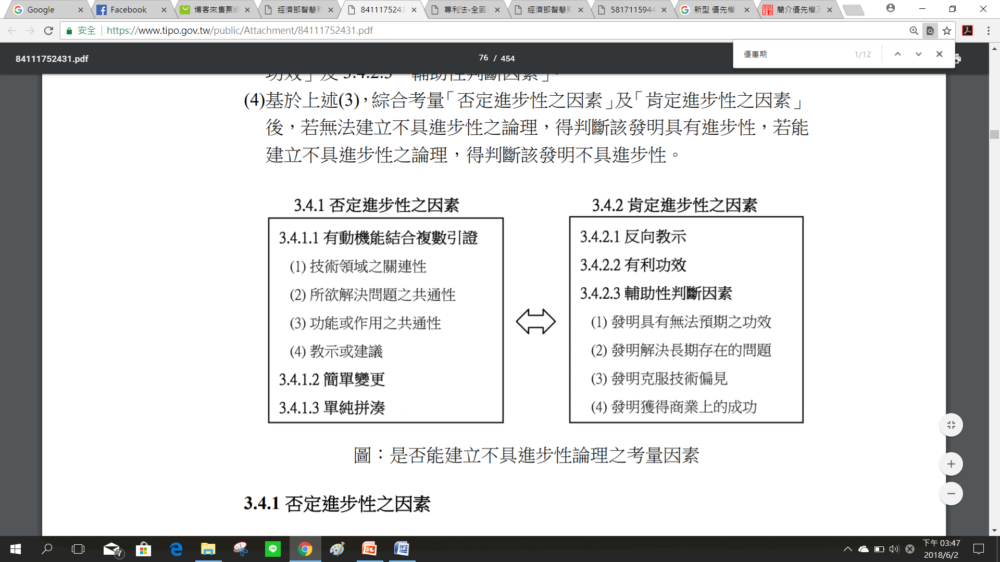 Google
Facebook
博客來售票網
經濟部智慧財
8411175243
專利法-全國
經濟部智慧財
5817115944
新型 優先權
簡介優先權及
安全
https://www.tipo.gov.tw/public/Attachment/84111752431.pdf
優惠期
1/12
84111752431.pdf
76 / 454
功效」及 3.4.2.3「輔助性判斷因素」。
(4)基於上述(3)，綜合考量「否定進步性之因素」及「肯定進步性之因素」
後，若無法建立不具進步性之論理，得判斷該發明具有進步性，若能
建立不具進步性之論理，得判斷該發明不具進步性。
3.4.1 否定進步性之因素
3.4.1.1 有動機能結合複數引證
(1) 技術領域之關連性
(2) 所欲解決問題之共通性
(3) 功能或作用之共通性
(4) 教示或建議
3.4.1.2 簡單變更
3.4.1.3 單純拼湊
3.4.2 肯定進步性之因素
3.4.2.1 反向教示
3.4.2.2 有利功效
3.4.2.3 輔助性判斷因素
(1) 發明具有無法預期之功效
(2) 發明解決長期存在的問題
(3) 發明克服技術偏見
(4) 發明獲得商業上的成功
圖：是否能建立不具進步性論理之考量因素
3.4.1 否定進步性之因素
7
LINE
下午 03:47
2018/6/2